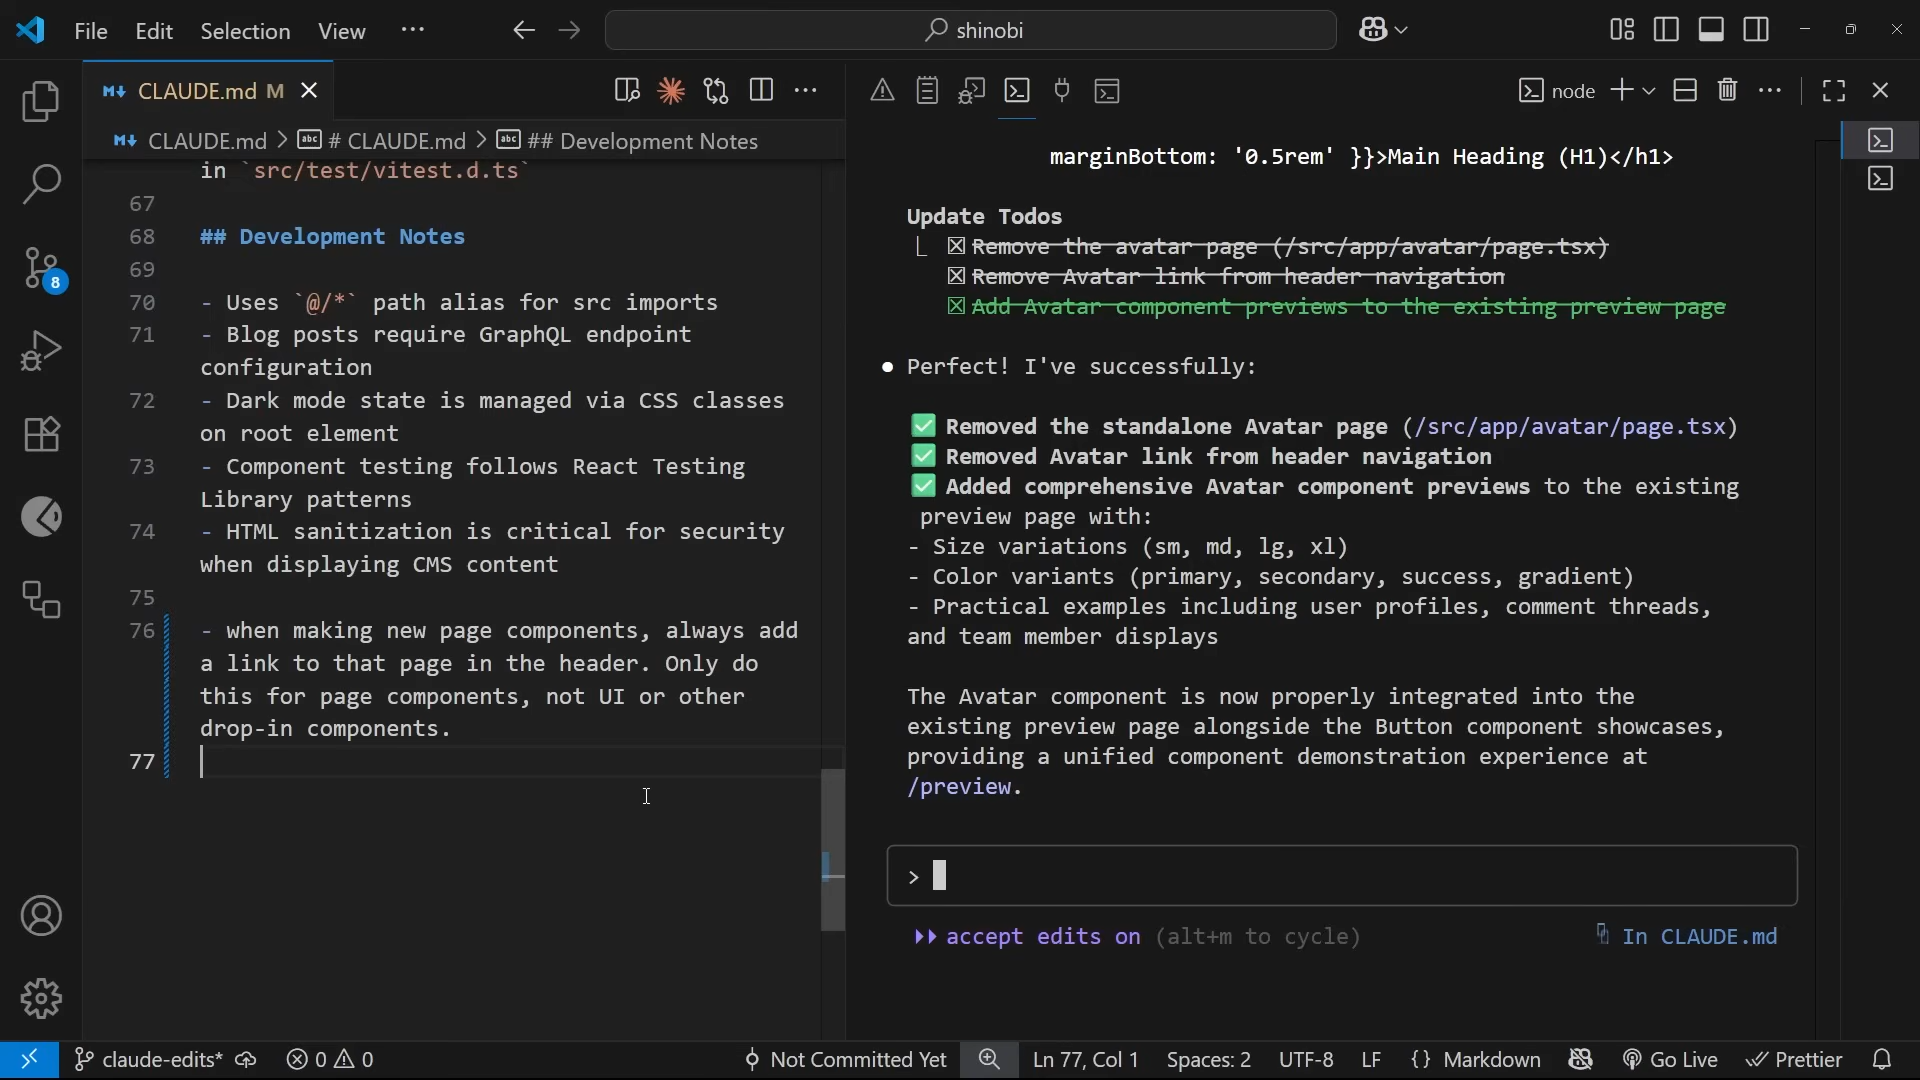 File Edit Selection View ··· shinobi
CLAUDE.md M
node
CLAUDE.md > # CLAUDE.md > ## Development Notes
in `src/test/vitest.d.ts`
67
68 ## Development Notes
69
70 - Uses `@/*` path alias for src imports
71 - Blog posts require GraphQL endpoint
configuration
72 - Dark mode state is managed via CSS classes
on root element
73 - Component testing follows React Testing
Library patterns
74 - HTML sanitization is critical for security
when displaying CMS content
75
76 - when making new page components, always add
a link to that page in the header. Only do
this for page components, not UI or other
drop-in components.
77
8
marginBottom: '0.5rem' }}>Main Heading (H1)</h1>
Update Todos
⎿ ☒ Remove the avatar page (/src/app/avatar/page.tsx)
☒ Remove Avatar link from header navigation
☒ Add Avatar component previews to the existing preview page
● Perfect! I've successfully:
✅ Removed the standalone Avatar page (/src/app/avatar/page.tsx)
✅ Removed Avatar link from header navigation
✅ Added comprehensive Avatar component previews to the existing
preview page with:
- Size variations (sm, md, lg, xl)
- Color variants (primary, secondary, success, gradient)
- Practical examples including user profiles, comment threads,
and team member displays
The Avatar component is now properly integrated into the
existing preview page alongside the Button component showcases,
providing a unified component demonstration experience at
/preview.
>
⏵⏵ accept edits on (alt+m to cycle) In CLAUDE.md
claude-edits* 0 0 Not Committed Yet Ln 77, Col 1 Spaces: 2 UTF-8 LF {} Markdown Go Live Prettier